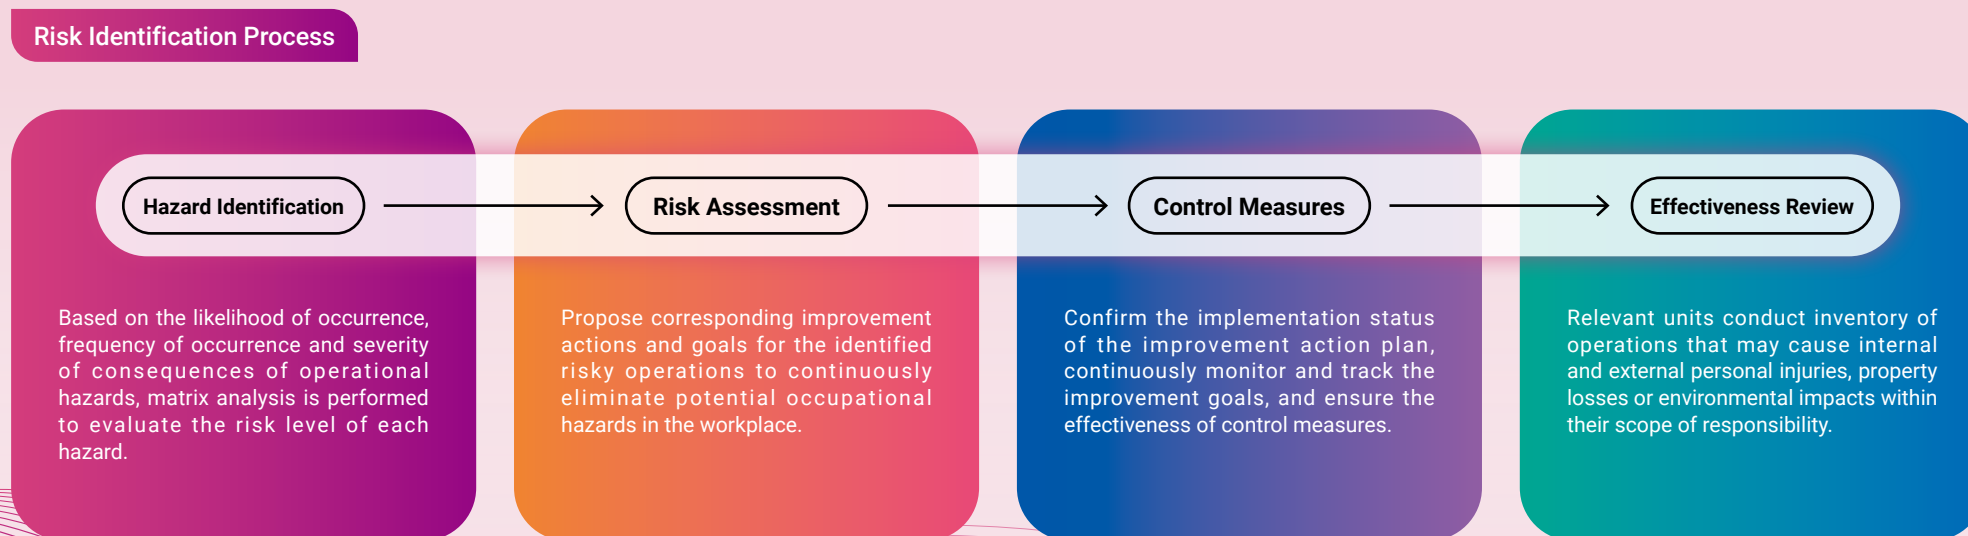 Risk Identification Process
Hazard Identification
Based on the likelihood of occurrence,
frequency of occurrence and severity
of consequences of operational
hazards, matrix analysis is performed
to evaluate the risk level of each
hazard.
Risk Assessment
Propose corresponding improvement
actions and goals for the identified
risky operations to continuously
eliminate potential occupational
hazards in the workplace.
Control Measures
Confirm the implementation status
of the improvement action plan,
continuously monitor and track the
improvement goals, and ensure the
effectiveness of control measures.
Effectiveness Review
Relevant units conduct inventory of
operations that may cause internal
and external personal injuries, property
losses or environmental impacts within
their scope of responsibility.